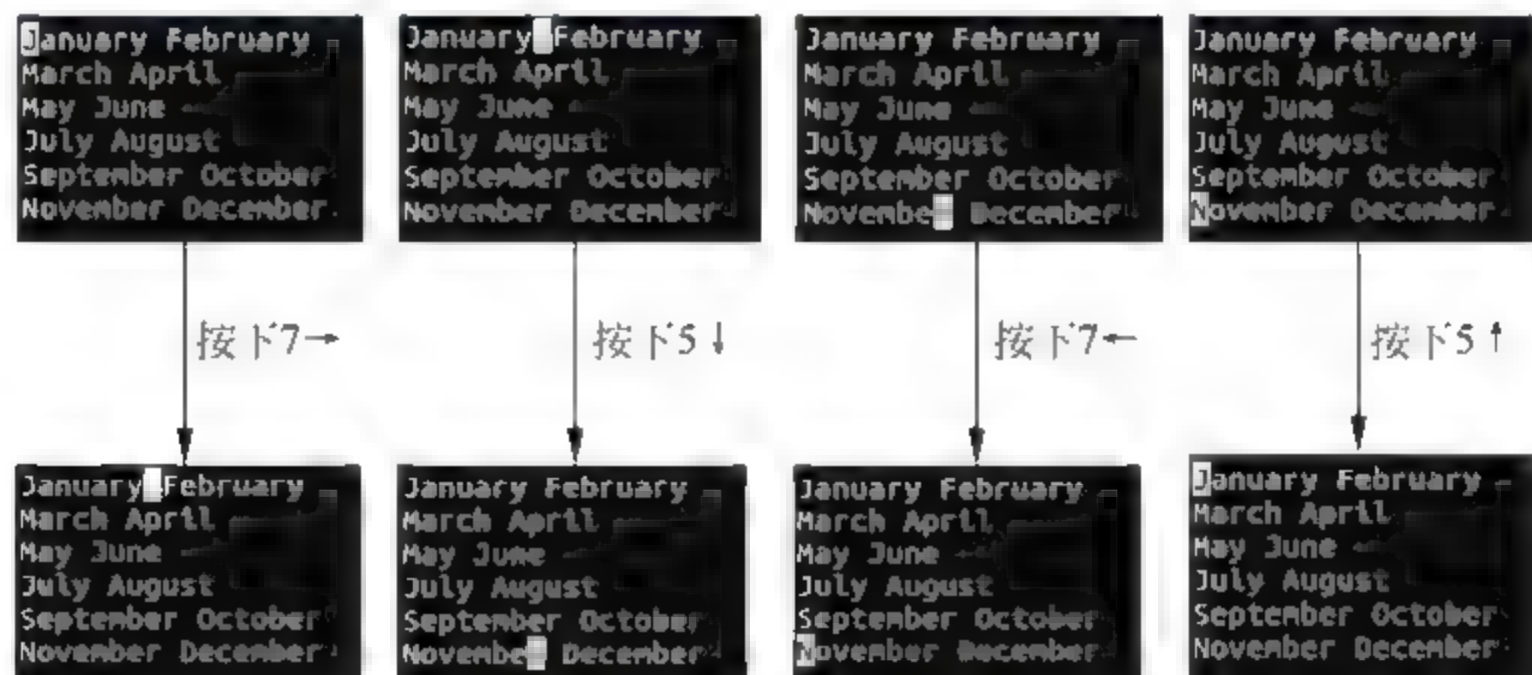 January February
March April
May June
July August
September October
November December
January February
March April
May June
July August
September October
November December
January February
March April
May June
July August
September October
November December
January February
March April
May June
July August
September October
November December
按下7→
按下5↓
按下7←
按下5↑
January February
March April
May June
July August
September October
November December
January February
March April
May June
July August
September October
November December
January February
March April
May June
July August
September October
November December
January February
March April
May June
July August
September October
November December